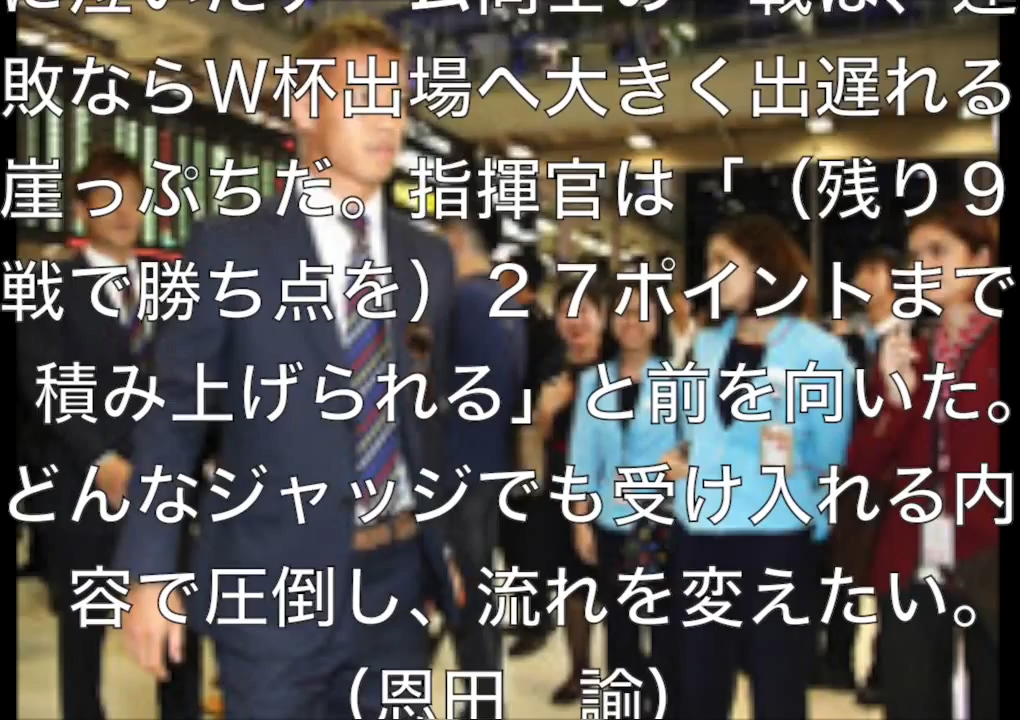 敗ならＷ杯出場へ大きく出遅れる
崖っぷちだ。指揮官は「（残り９
戦で勝ち点を）２７ポイントまで
積み上げられる」と前を向いた。
どんなジャッジでも受け入れる内
容で圧倒し、流れを変えたい。
（恩田　諭）